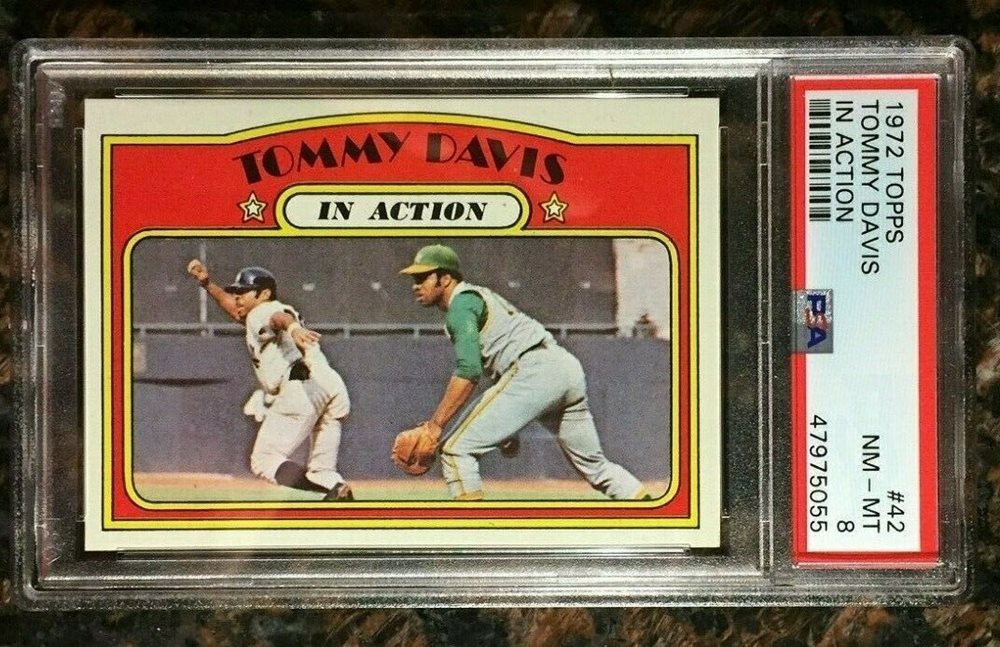 TOMMY DAVIS
IN ACTION
1972 TOPPS
#42
TOMMY DAVIS
NM - MT
IN ACTION
8
PSA
47975055